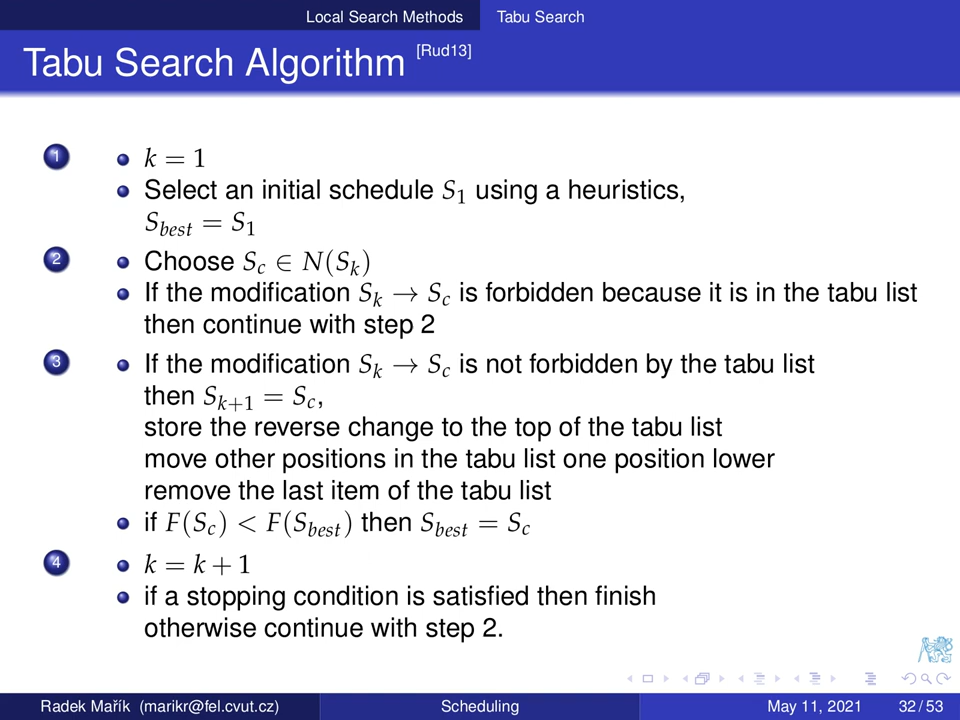 Local Search Methods Tabu Search
Tabu Search Algorithm [Rud13]
1 k = 1
Select an initial schedule S1 using a heuristics,
Sbest = S1
2 Choose Sc ∈ N(Sk)
If the modification Sk → Sc is forbidden because it is in the tabu list
then continue with step 2
3 If the modification Sk → Sc is not forbidden by the tabu list
then Sk+1 = Sc,
store the reverse change to the top of the tabu list
move other positions in the tabu list one position lower
remove the last item of the tabu list
if F(Sc) < F(Sbest) then Sbest = Sc
4 k = k + 1
if a stopping condition is satisfied then finish
otherwise continue with step 2.
Radek Mařík (marikr@fel.cvut.cz) Scheduling May 11, 2021 32 / 53